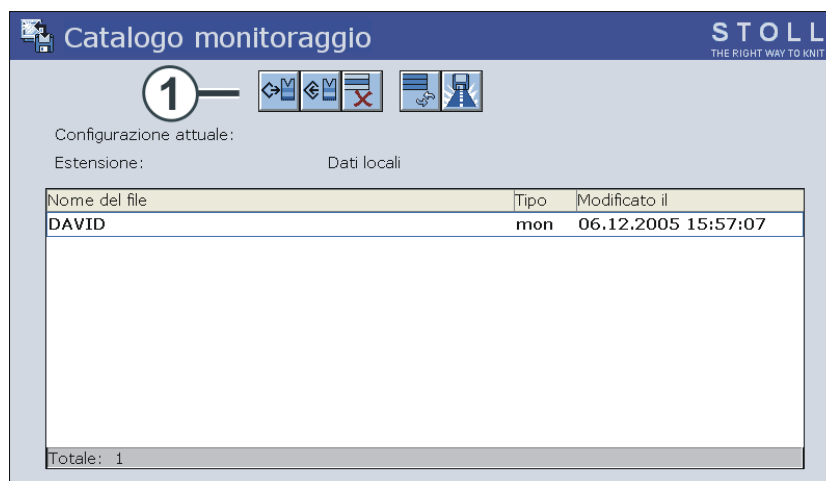 Catalogo monitoraggio
STOLL
THE RIGHT WAY TO KNIT
1
Configurazione attuale:
Estensione: Dati locali
Nome del file Tipo Modificato il
DAVID mon 06.12.2005 15:57:07
Totale: 1